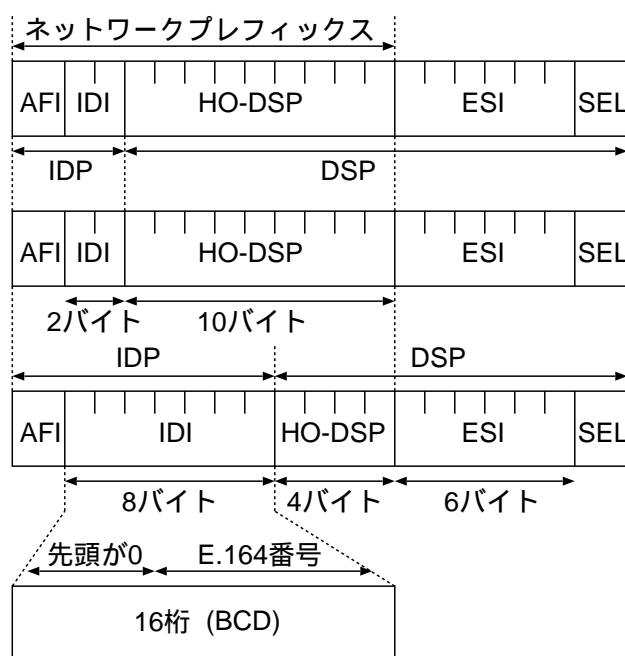 ネットワークプレフィックス
AFI IDI HO-DSP ESI SEL
IDP DSP
AFI IDI HO-DSP ESI SEL
2バイト 10バイト
IDP DSP
AFI IDI HO-DSP ESI SEL
8バイト 4バイト 6バイト
先頭が0 E.164番号
16桁 (BCD)